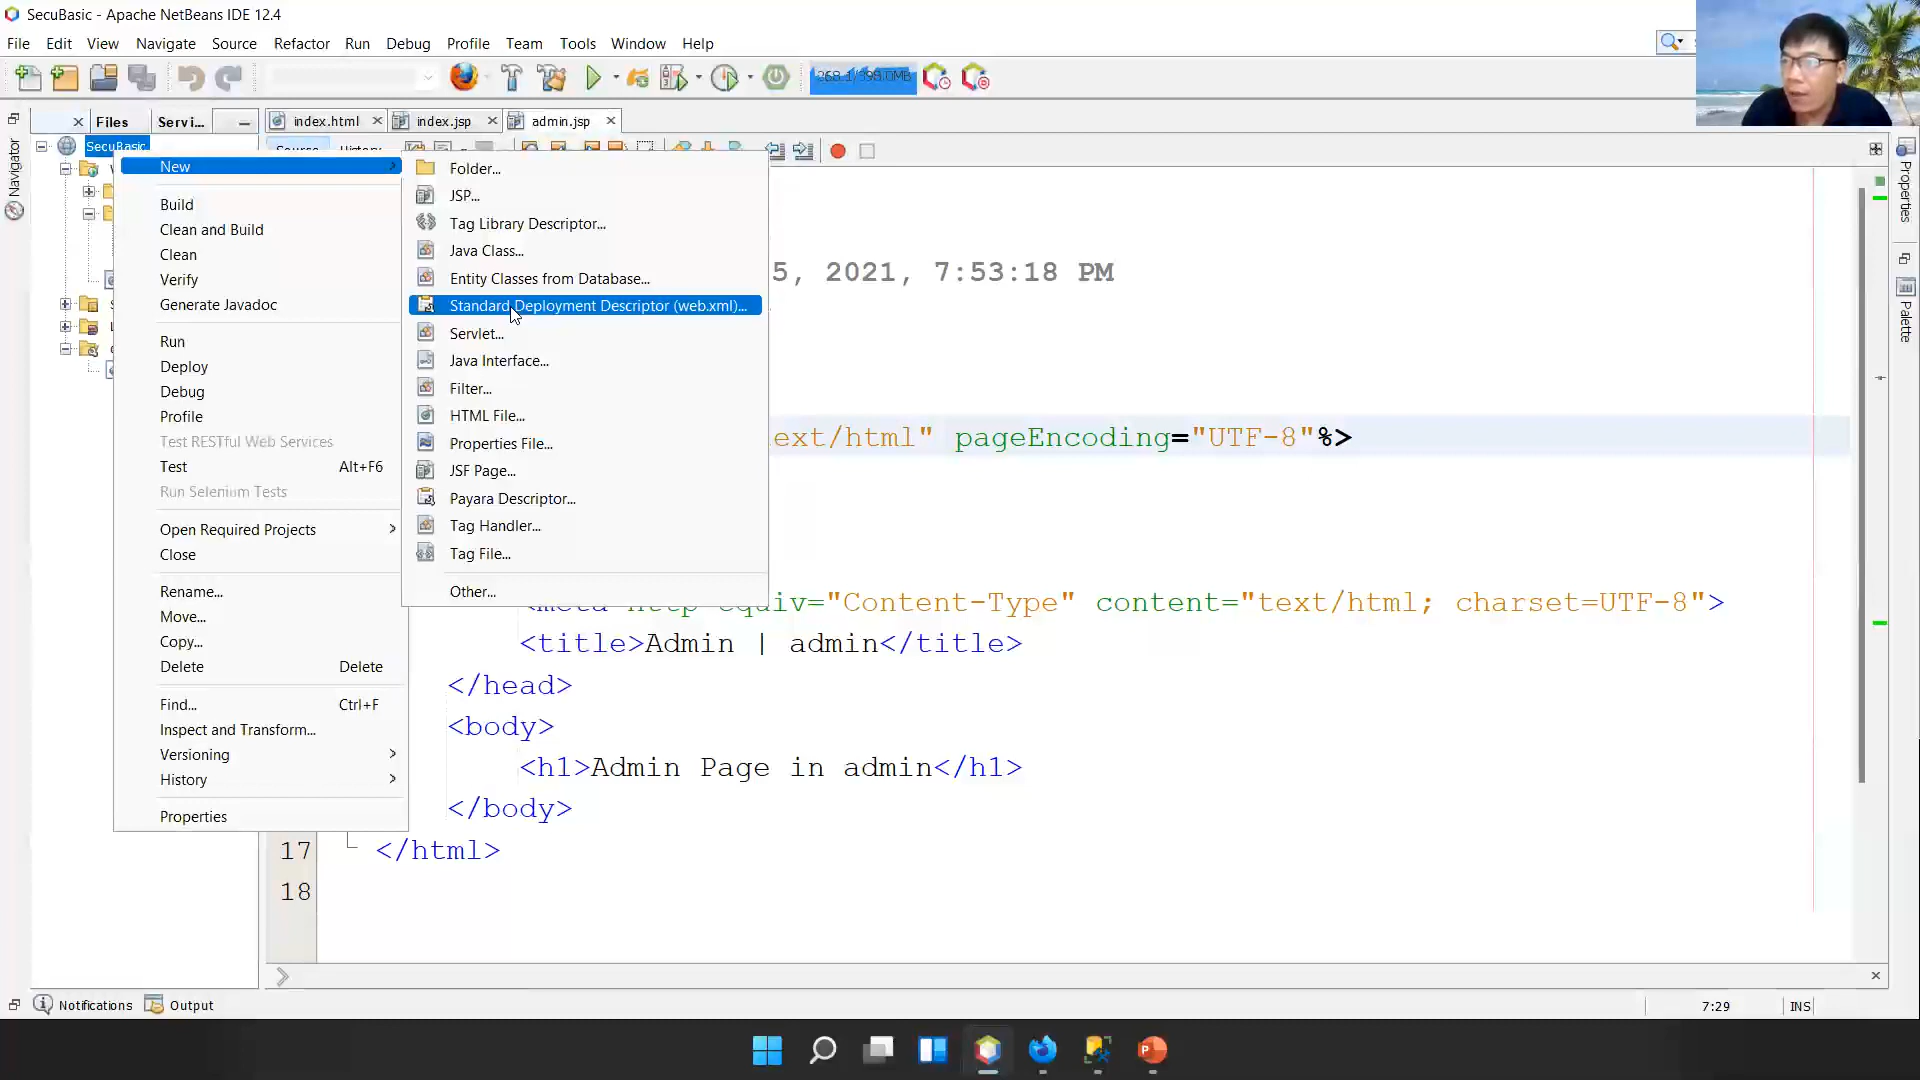 SecuBasic - Apache NetBeans IDE 12.4
File Edit View Navigate Source Refactor Run Debug Profile Team Tools Window Help
Files Servi... index.html index.jsp admin.jsp
Navigator
SecuBasic
Source History
New
Build
Clean and Build
Clean
Verify
Generate Javadoc
Run
Deploy
Debug
Profile
Test RESTful Web Services
Test Alt+F6
Run Selenium Tests
Open Required Projects
Close
Rename...
Move...
Copy...
Delete Delete
Find... Ctrl+F
Inspect and Transform...
Versioning
History
Properties
Folder...
JSP...
Tag Library Descriptor...
Java Class...
Entity Classes from Database...
Standard Deployment Descriptor (web.xml)...
Servlet...
Java Interface...
Filter...
HTML File...
Properties File...
JSF Page...
Payara Descriptor...
Tag Handler...
Tag File...
Other...
5, 2021, 7:53:18 PM
ext/html" pageEncoding="UTF-8"%>
<meta http-equiv="Content-Type" content="text/html; charset=UTF-8">
<title>Admin | admin</title>
</head>
<body>
<h1>Admin Page in admin</h1>
</body>
17 </html>
18
Properties
Palette
Notifications Output
7:29 INS